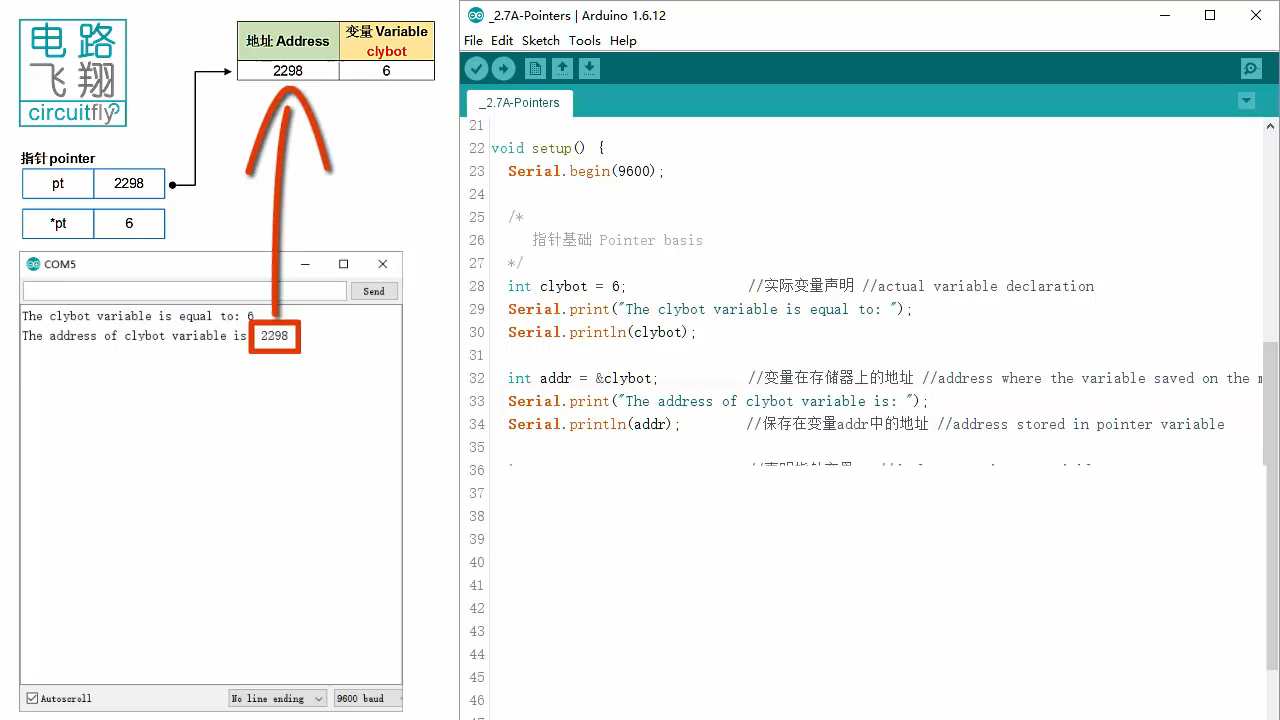 电路
飞翔
circuitfly
地址 Address
变量 Variable
clybot
2298
6
指针 pointer
pt
2298
*pt
6
COM5
Send
The clybot variable is equal to: 6
The address of clybot variable is
2298
Autoscroll
No line ending
9600 baud
_2.7A-Pointers | Arduino 1.6.12
File Edit Sketch Tools Help
_2.7A-Pointers
21
22 void setup() {
23 Serial.begin(9600);
24
25 /*
26 指针基础 Pointer basis
27 */
28 int clybot = 6; //实际变量声明 //actual variable declaration
29 Serial.print("The clybot variable is equal to: ");
30 Serial.println(clybot);
31
32 int addr = &clybot; //变量在存储器上的地址 //address where the variable saved on the m
33 Serial.print("The address of clybot variable is: ");
34 Serial.println(addr); //保存在变量addr中的地址 //address stored in pointer variable
35
36
37
38
39
40
41
42
43
44
45
46